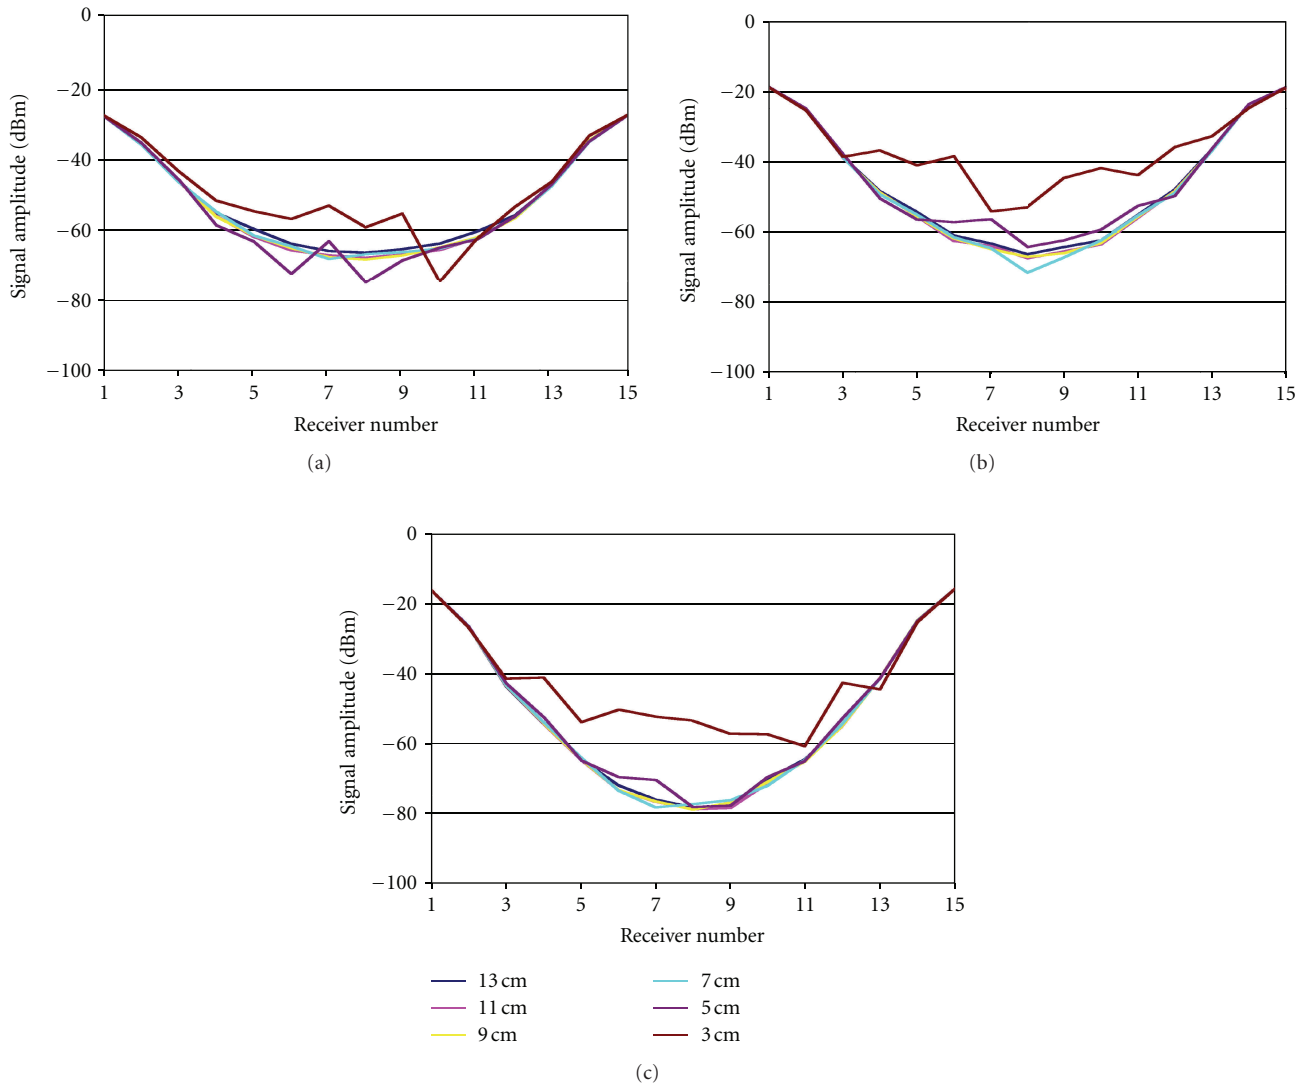 0
−20
−40
−60
−80
−100
1 3 5 7 9 11 13 15
Signal amplitude (dBm)
Receiver number
(a)
0
−20
−40
−60
−80
−100
1 3 5 7 9 11 13 15
Signal amplitude (dBm)
Receiver number
(b)
0
−20
−40
−60
−80
−100
1 3 5 7 9 11 13 15
Signal amplitude (dBm)
Receiver number
13 cm
11 cm
9 cm
7 cm
5 cm
3 cm
(c)